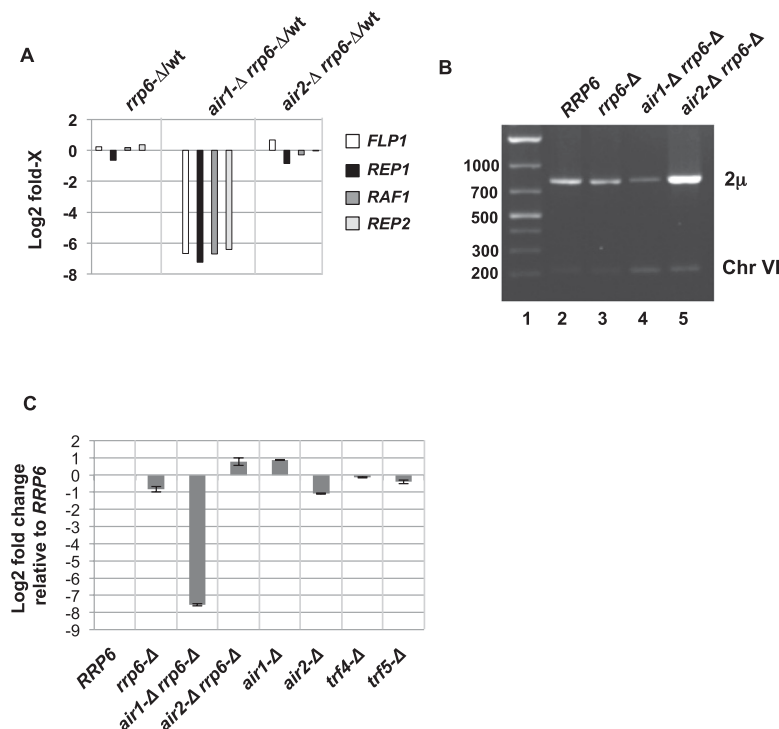 A
rrp6-Δ/wt
air1-Δ rrp6-Δ/wt
air2-Δ rrp6-Δ/wt
2
0
-2
-4
-6
-8
Log2 fold-X
FLP1
REP1
RAF1
REP2
B
RRP6
rrp6-Δ
air1-Δ rrp6-Δ
air2-Δ rrp6-Δ
1000
700
500
300
200
2µ
Chr VI
1 2 3 4 5
C
2
1
0
-1
-2
-3
-4
-5
-6
-7
-8
-9
Log2 fold change
relative to RRP6
RRP6
rrp6-Δ
air1-Δ rrp6-Δ
air2-Δ rrp6-Δ
air1-Δ
air2-Δ
trf4-Δ
trf5-Δ